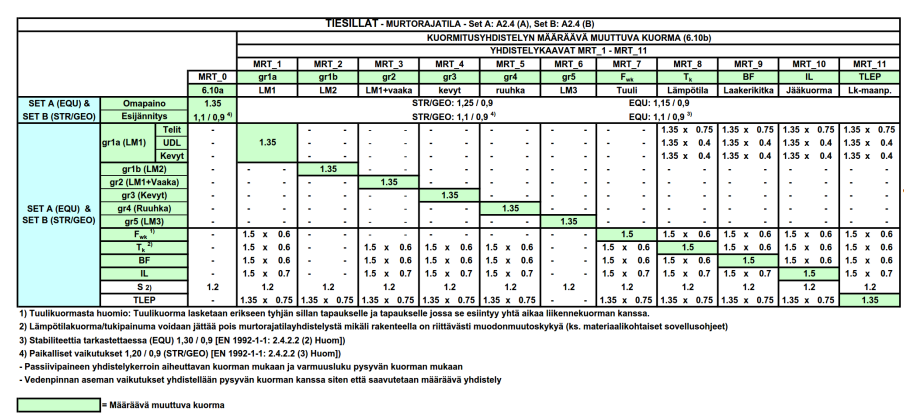 TIESILLAT - MURTORAJATILA - Set A: A2.4 (A), Set B: A2.4 (B)
KUORMITUSYHDISTELYN MÄÄRÄÄVÄ MUUTTUVA KUORMA (6.10b)
YHDISTELYKAAVAT MRT_1 - MRT_11
MRT_1 MRT_2 MRT_3 MRT_4 MRT_5 MRT_6 MRT_7 MRT_8 MRT_9 MRT_10 MRT_11
MRT_0 gr1a gr1b gr2 gr3 gr4 gr5 Fwk Tk BF IL TLEP
6.10a LM1 LM2 LM1+vaaka kevyt ruuhka LM3 Tuuli Lämpötila Laakerikitka Jääkuorma Lk-maanp.
SET A (EQU) & Omapaino 1.35 STR/GEO: 1,25 / 0,9 EQU: 1,15 / 0,9
SET B (STR/GEO) Esijännitys 1,1 / 0,9 4) STR/GEO: 1,1 / 0,9 4) EQU: 1,1 / 0,9 3)
Telit - - - - - - - 1.35 x 0.75 1.35 x 0.75 1.35 x 0.75 1.35 x 0.75
gr1a (LM1) UDL - 1.35 - - - - - - 1.35 x 0.4 1.35 x 0.4 1.35 x 0.4 1.35 x 0.4
Kevyt - - - - - - - 1.35 x 0.4 1.35 x 0.4 1.35 x 0.4 1.35 x 0.4
gr1b (LM2) - - - 1.35 - - - - - - - - - - - - - - - - - -
gr2 (LM1+Vaaka) - - - - - 1.35 - - - - - - - - - - - - - - - -
gr3 (Kevyt) - - - - - - - 1.35 - - - - - - - - - - - - - -
SET A (EQU) & gr4 (Ruuhka) - - - - - - - - - 1.35 - - - - - - - - - - - -
SET B (STR/GEO) gr5 (LM3) - - - - - - - - - - - 1.35 - - - - - - - - - -
Fwk 1) - 1.5 x 0.6 - - 1.5 x 0.6 1.5 x 0.6 1.5 x 0.6 - - 1.5 1.5 x 0.6 1.5 x 0.6 1.5 x 0.6 1.5 x 0.6
Tk 2) - 1.5 x 0.6 - - 1.5 x 0.6 1.5 x 0.6 1.5 x 0.6 - - 1.5 x 0.6 1.5 1.5 x 0.6 1.5 x 0.6 1.5 x 0.6
BF - 1.5 x 0.6 - - 1.5 x 0.6 1.5 x 0.6 1.5 x 0.6 - - 1.5 x 0.6 1.5 x 0.6 1.5 1.5 x 0.6 1.5 x 0.6
IL - 1.5 x 0.7 - - 1.5 x 0.7 1.5 x 0.7 1.5 x 0.7 - - 1.5 x 0.7 1.5 x 0.7 1.5 x 0.7 1.5 1.5 x 0.7
S 2) 1.2 1.2 1.2 1.2 1.2 1.2 1.2 1.2 1.2 1.2 1.2 1.2
TLEP - 1.35 x 0.75 1.35 x 0.75 1.35 x 0.75 1.35 x 0.75 1.35 x 0.75 1.35 x 0.75 1.35 x 0.75 1.35 x 0.75 1.35 x 0.75 1.35 x 0.75 1.35
1) Tuulikuormasta huomio: Tuulikuorma lasketaan erikseen tyhjän sillan tapaukselle ja tapaukselle jossa se esiintyy yhtä aikaa liikennekuorman kanssa.
2) Lämpötilakuorma/tukipainuma voidaan jättää pois murtorajatilayhdistelystä mikäli rakenteella on riittävästi muodonmuutoskykyä (ks. materiaalikohtaiset sovellusohjeet)
3) Stabiliteettia tarkastettaessa (EQU) 1,30 / 0,9 [EN 1992-1-1: 2.4.2.2 (2) Huom])
4) Paikalliset vaikutukset 1,20 / 0,9 (STR/GEO) [EN 1992-1-1: 2.4.2.2 (3) Huom])
- Passiivipaineen yhdistelykerroin aiheuttavan kuorman mukaan ja varmuusluku pysyvän kuorman mukaan
- Vedenpinnan aseman vaikutukset yhdistellään pysyvän kuorman kanssa siten että saavutetaan määräävä yhdistely
= Määräävä muuttuva kuorma